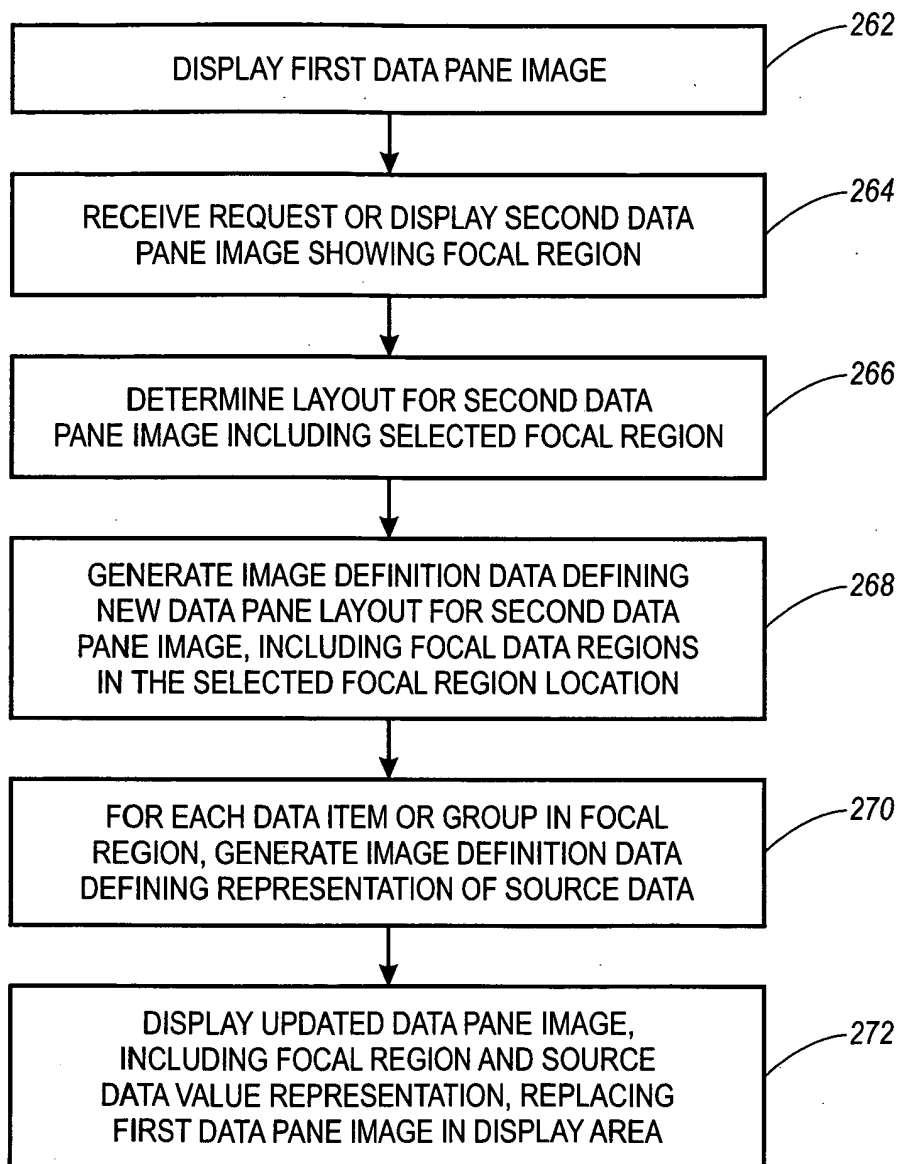 262
DISPLAY FIRST DATA PANE IMAGE
264
RECEIVE REQUEST OR DISPLAY SECOND DATA
PANE IMAGE SHOWING FOCAL REGION
266
DETERMINE LAYOUT FOR SECOND DATA
PANE IMAGE INCLUDING SELECTED FOCAL REGION
268
GENERATE IMAGE DEFINITION DATA DEFINING
NEW DATA PANE LAYOUT FOR SECOND DATA
PANE IMAGE, INCLUDING FOCAL DATA REGIONS
IN THE SELECTED FOCAL REGION LOCATION
270
FOR EACH DATA ITEM OR GROUP IN FOCAL
REGION, GENERATE IMAGE DEFINITION DATA
DEFINING REPRESENTATION OF SOURCE DATA
272
DISPLAY UPDATED DATA PANE IMAGE,
INCLUDING FOCAL REGION AND SOURCE
DATA VALUE REPRESENTATION, REPLACING
FIRST DATA PANE IMAGE IN DISPLAY AREA